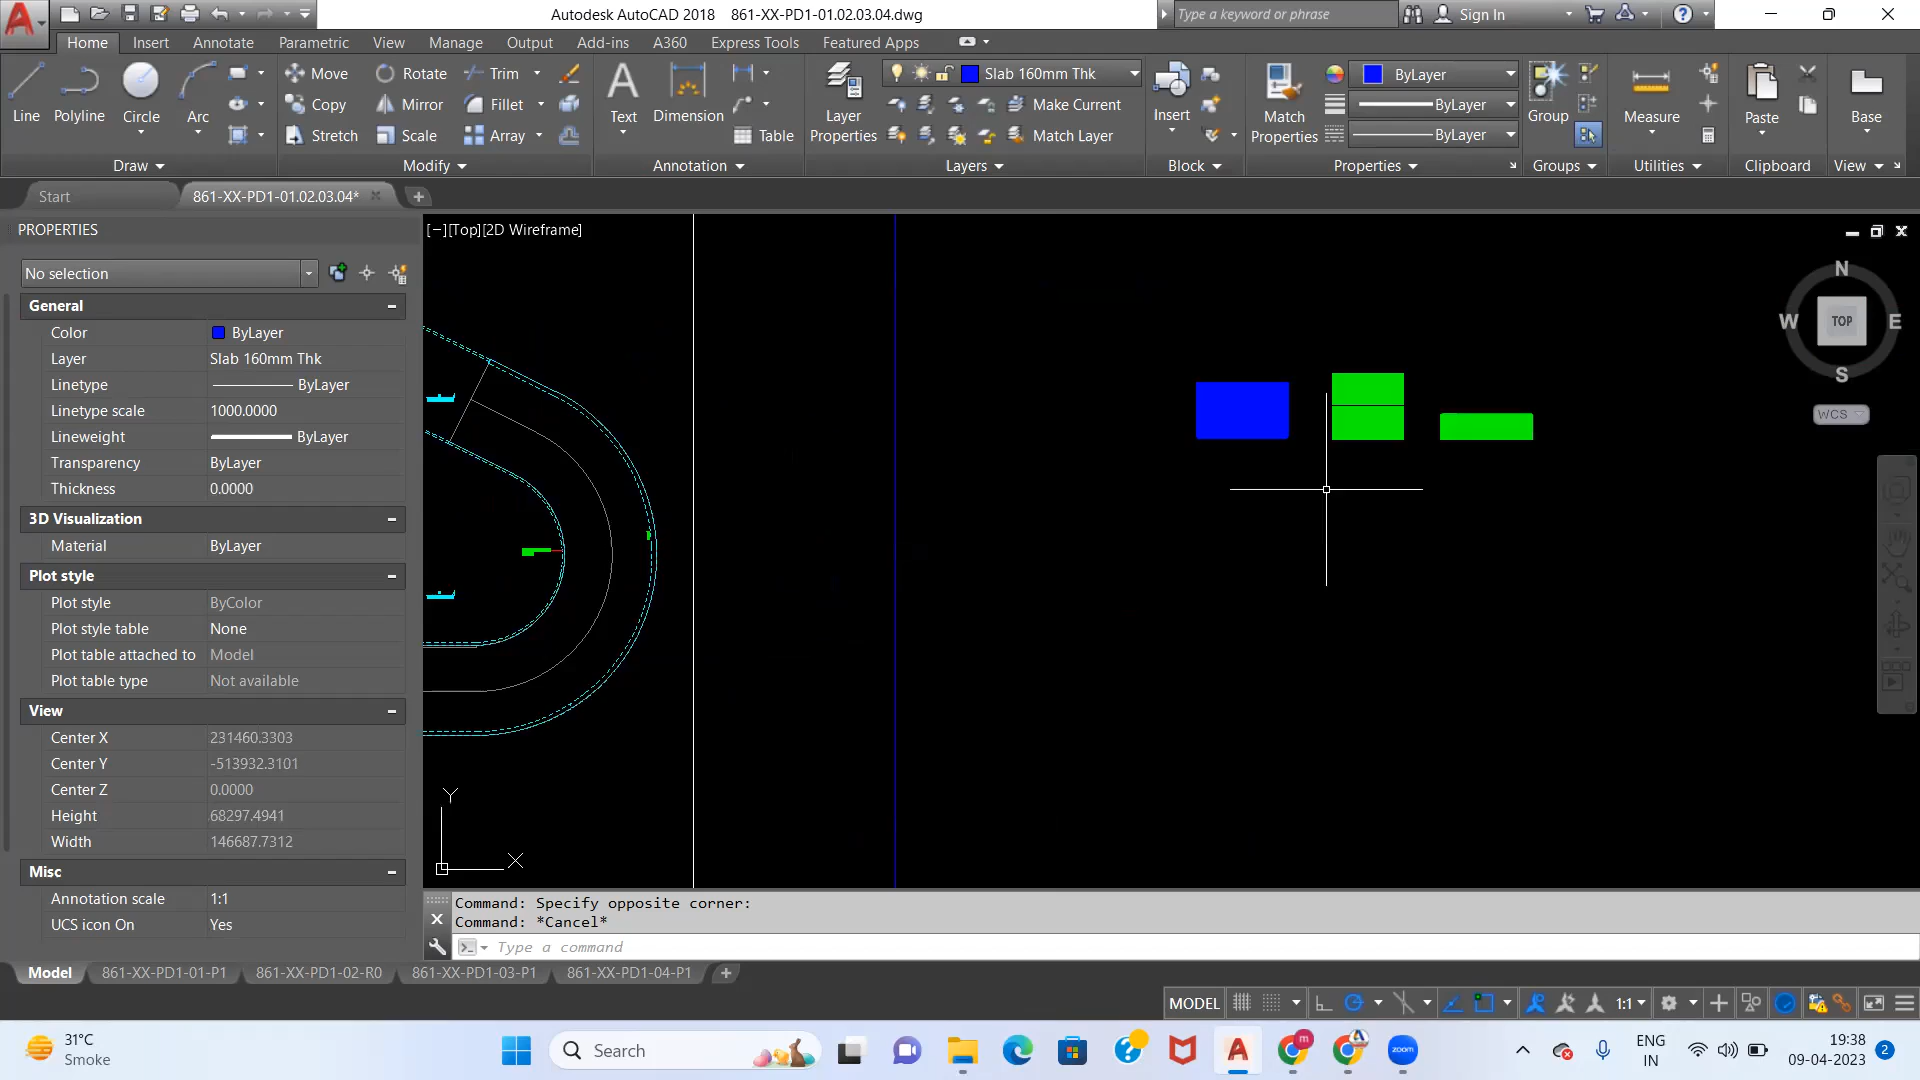 Autodesk AutoCAD 2018 861-XX-PD1-01.02.03.04.dwg
Type a keyword or phrase
Sign In
Home Insert Annotate Parametric View Manage Output Add-ins A360 Express Tools Featured Apps
Line Polyline Circle Arc
Move Rotate Trim
Copy Mirror Fillet
Stretch Scale Array
Text Dimension Table
Layer Properties
Slab 160mm Thk
Make Current
Match Layer
Insert
Match Properties
ByLayer
ByLayer
ByLayer
Group
Measure
Paste
Base
Draw Modify Annotation Layers Block Properties Groups Utilities Clipboard View
Start 861-XX-PD1-01.02.03.04*
PROPERTIES
[−][Top][2D Wireframe]
No selection
General
Color ByLayer
Layer Slab 160mm Thk
Linetype ByLayer
Linetype scale 1000.0000
Lineweight ByLayer
Transparency ByLayer
Thickness 0.0000
3D Visualization
Material ByLayer
Plot style
Plot style ByColor
Plot style table None
Plot table attached to Model
Plot table type Not available
View
Center X 231460.3303
Center Y -513932.3101
Center Z 0.0000
Height 68297.4941
Width 146687.7312
Misc
Annotation scale 1:1
UCS icon On Yes
N
W TOP E
S
WCS
Y
X
Command: Specify opposite corner:
Command: *Cancel*
Type a command
Model 861-XX-PD1-01-P1 861-XX-PD1-02-R0 861-XX-PD1-03-P1 861-XX-PD1-04-P1
MODEL 1:1
31°C
Smoke
Search
zoom
ENG
IN
19:38
09-04-2023
2